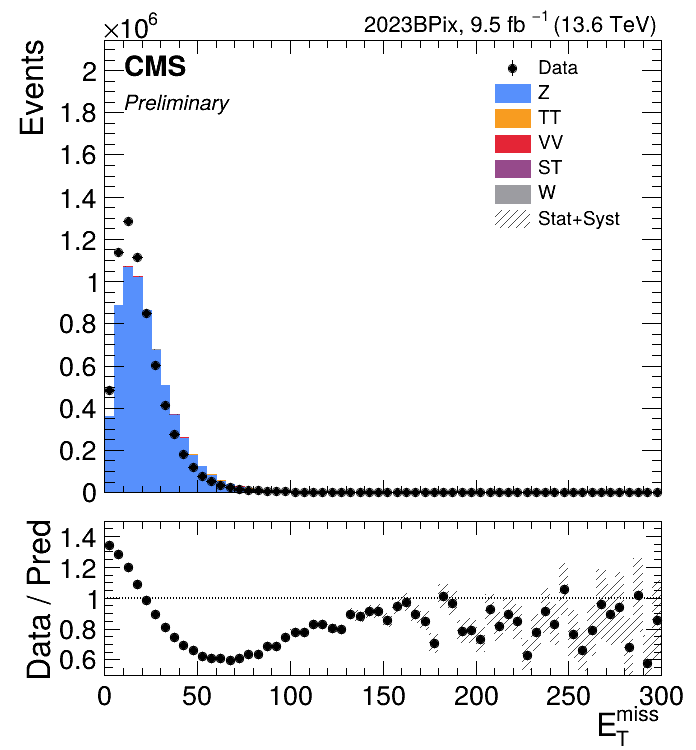 ×10⁶
2023BPix, 9.5 fb ⁻¹ (13.6 TeV)
Events
CMS
Preliminary
Data
Z
TT
VV
ST
W
Stat+Syst
2
1.8
1.6
1.4
1.2
1
0.8
0.6
0.4
0.2
0
Data / Pred
1.4
1.2
1
0.8
0.6
0 50 100 150 200 250 300
E_T^miss